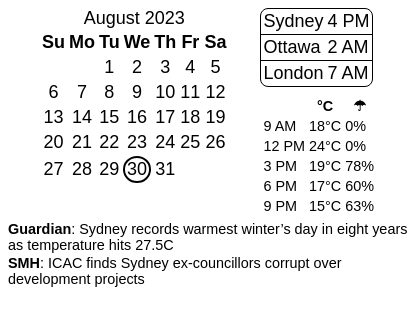 August 2023
Su Mo Tu We Th Fr Sa
1 2 3 4 5
6 7 8 9 10 11 12
13 14 15 16 17 18 19
20 21 22 23 24 25 26
27 28 29 30 31
Sydney 4 PM
Ottawa 2 AM
London 7 AM
°C ☂
9 AM 18°C 0%
12 PM 24°C 0%
3 PM 19°C 78%
6 PM 17°C 60%
9 PM 15°C 63%
Guardian: Sydney records warmest winter’s day in eight years
as temperature hits 27.5C
SMH: ICAC finds Sydney ex-councillors corrupt over
development projects